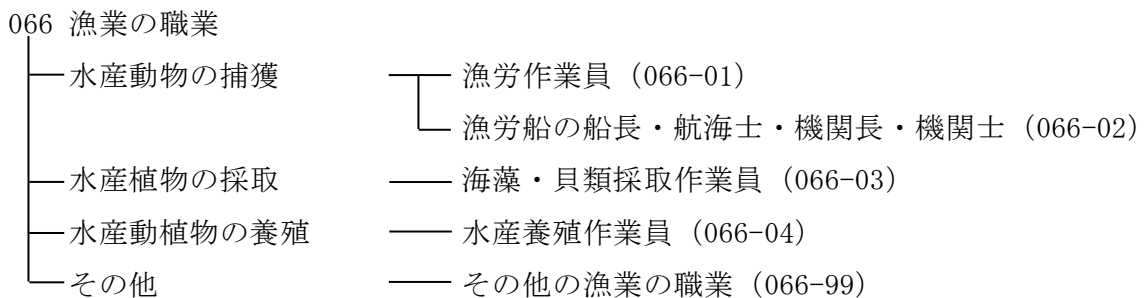 066 漁業の職業
水産動物の捕獲 漁労作業員（066-01）
漁労船の船長・航海士・機関長・機関士（066-02）
水産植物の採取 海藻・貝類採取作業員（066-03）
水産動植物の養殖 水産養殖作業員（066-04）
その他 その他の漁業の職業（066-99）